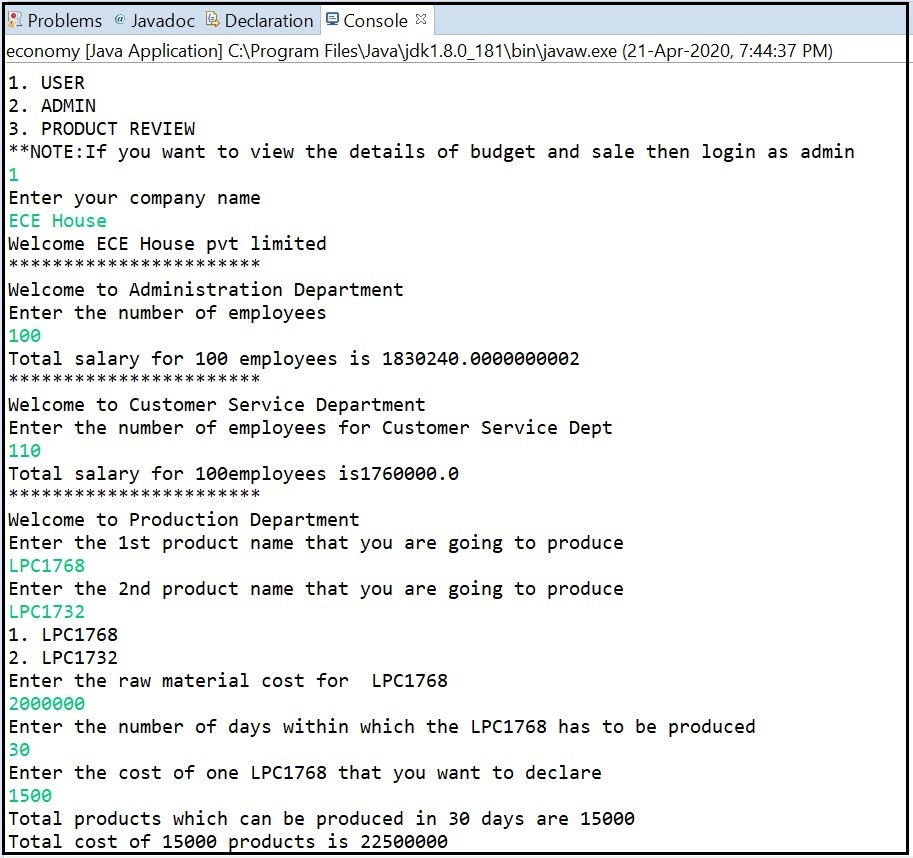 Problems @ Javadoc Declaration Console
economy [Java Application] C:\Program Files\Java\jdk1.8.0_181\bin\javaw.exe (21-Apr-2020, 7:44:37 PM)
1. USER
2. ADMIN
3. PRODUCT REVIEW
**NOTE:If you want to view the details of budget and sale then login as admin
1
Enter your company name
ECE House
Welcome ECE House pvt limited
***********************
Welcome to Administration Department
Enter the number of employees
100
Total salary for 100 employees is 1830240.0000000002
***********************
Welcome to Customer Service Department
Enter the number of employees for Customer Service Dept
110
Total salary for 100employees is1760000.0
***********************
Welcome to Production Department
Enter the 1st product name that you are going to produce
LPC1768
Enter the 2nd product name that you are going to produce
LPC1732
1. LPC1768
2. LPC1732
Enter the raw material cost for  LPC1768
2000000
Enter the number of days within which the LPC1768 has to be produced
30
Enter the cost of one LPC1768 that you want to declare
1500
Total products which can be produced in 30 days are 15000
Total cost of 15000 products is 22500000